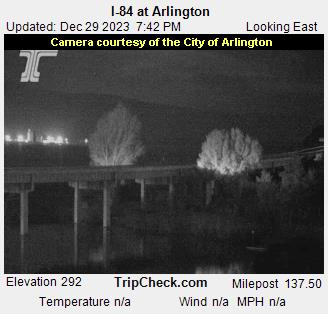 I-84 at Arlington
Updated: Dec 29 2023 7:42 PM Looking East
Camera courtesy of the City of Arlington
Elevation 292 TripCheck.com Milepost 137.50
Temperature n/a Wind n/a MPH n/a